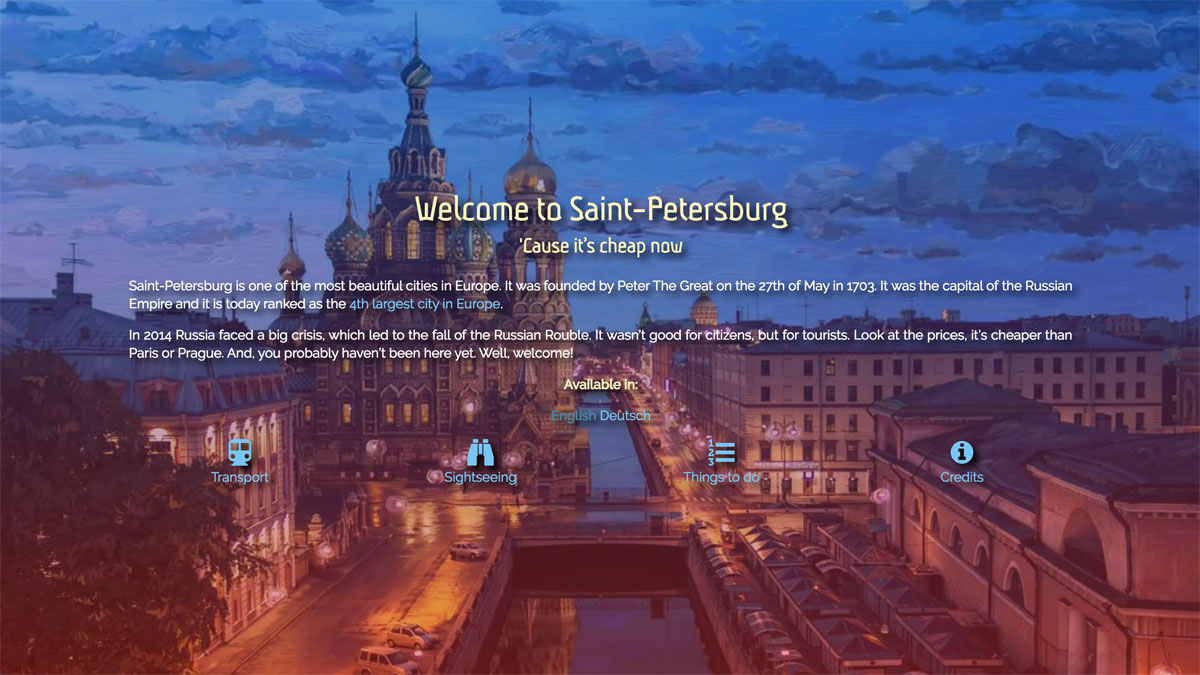 Welcome to Saint-Petersburg
'Cause it's cheap now
Saint-Petersburg is one of the most beautiful cities in Europe. It was founded by Peter The Great on the 27th of May in 1703. It was the capital of the Russian
Empire and it is today ranked as the 4th largest city in Europe.
In 2014 Russia faced a big crisis, which led to the fall of the Russian Rouble. It wasn't good for citizens, but for tourists. Look at the prices, it's cheaper than
Paris or Prague. And, you probably haven't been here yet. Well, welcome!
Available in:
English Deutsch
Transport Sightseeing Things to do Credits